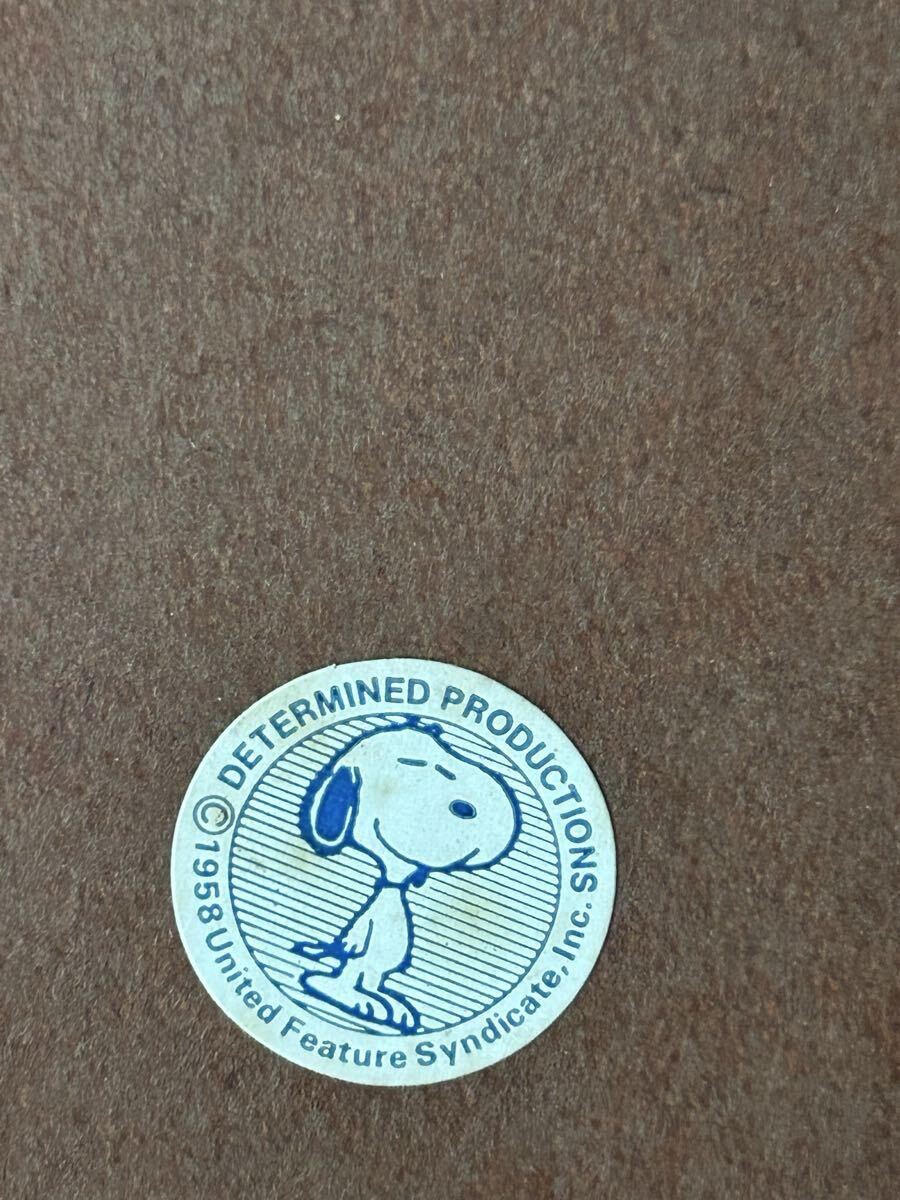 DETERMINED PRODUCTIONS
© 1958 United Feature Syndicate, Inc.